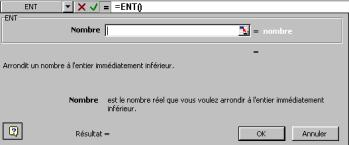 ENT = =ENT()
ENT
Nombre = nombre
=
Arrondit un nombre à l'entier immédiatement inférieur.
Nombre est le nombre réel que vous voulez arrondir à l'entier immédiatement
inférieur.
? Résultat = OK Annuler